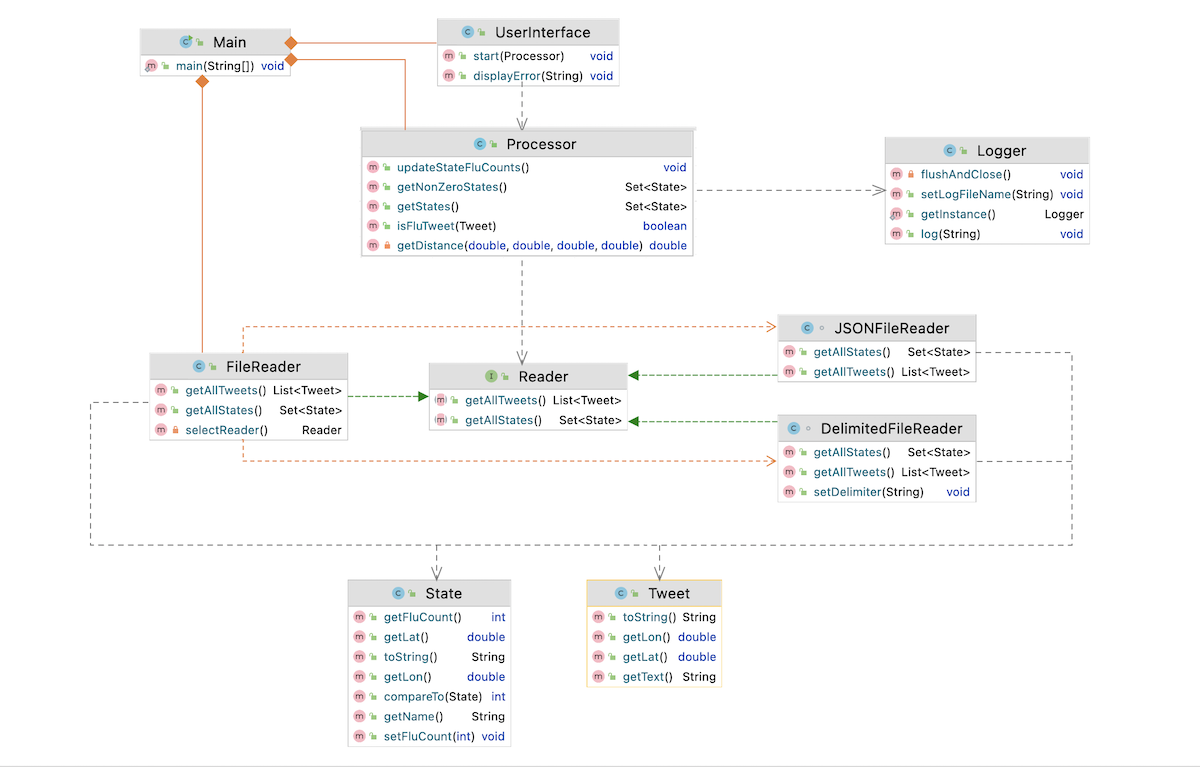 Main
main(String[]) void
UserInterface
start(Processor) void
displayError(String) void
Processor
updateStateFluCounts() void
getNonZeroStates() Set<State>
getStates() Set<State>
isFluTweet(Tweet) boolean
getDistance(double, double, double, double) double
Logger
flushAndClose() void
setLogFileName(String) void
getInstance() Logger
log(String) void
FileReader
getAllTweets() List<Tweet>
getAllStates() Set<State>
selectReader() Reader
Reader
getAllTweets() List<Tweet>
getAllStates() Set<State>
JSONFileReader
getAllStates() Set<State>
getAllTweets() List<Tweet>
DelimitedFileReader
getAllStates() Set<State>
getAllTweets() List<Tweet>
setDelimiter(String) void
State
getFluCount() int
getLat() double
toString() String
getLon() double
compareTo(State) int
getName() String
setFluCount(int) void
Tweet
toString() String
getLon() double
getLat() double
getText() String